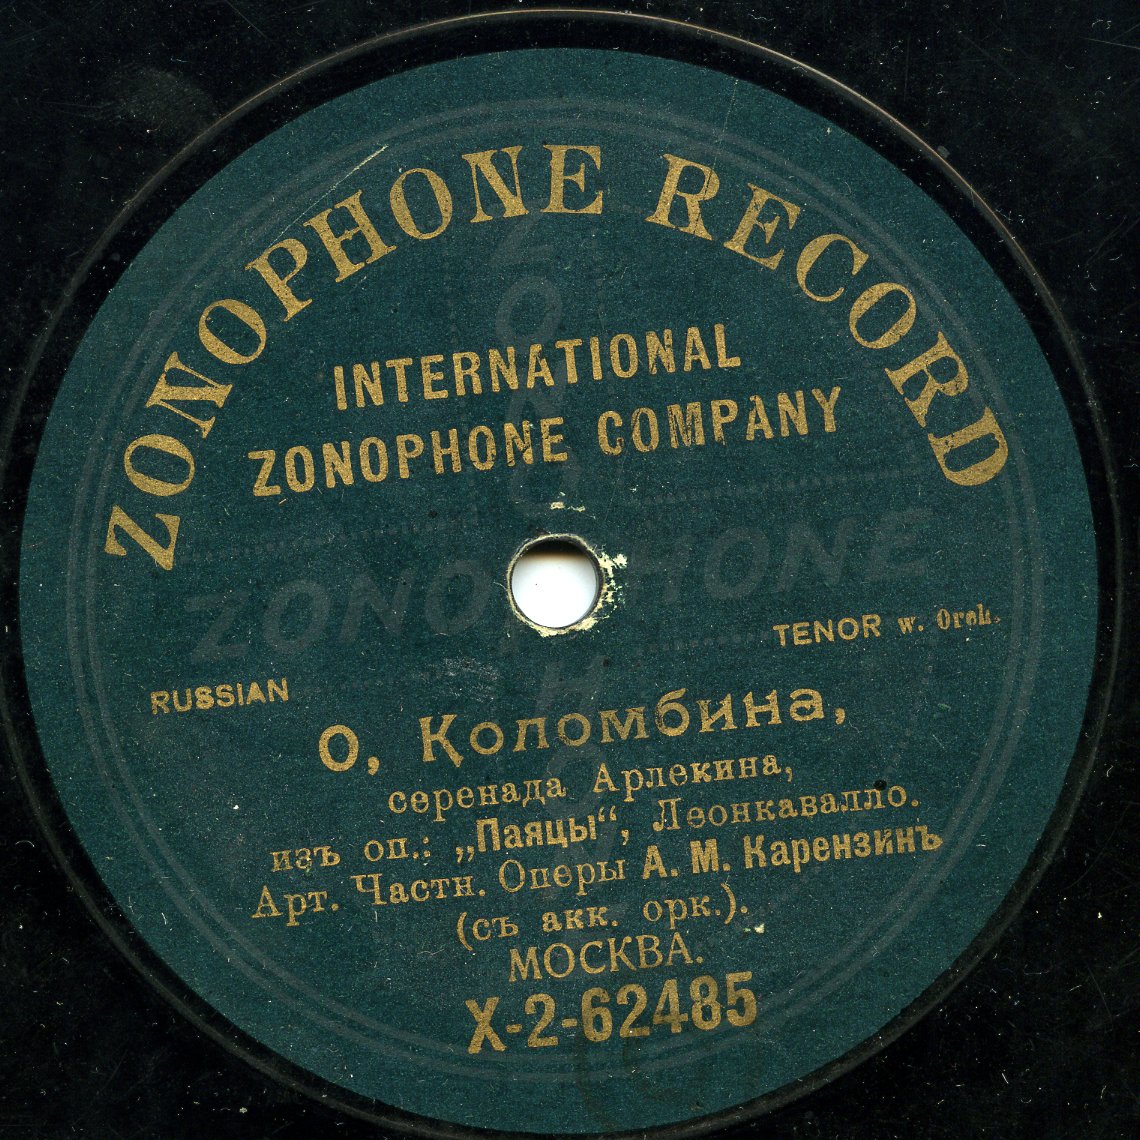 ZONOPHONE RECORD
INTERNATIONAL
ZONOPHONE COMPANY
ZONOPHONE
TENOR w. Orch.
RUSSIAN
О, Коломбина,
серенада Арлекина,
изъ оп.: „Паяцы“, Леонкавалло.
Арт. Частн. Оперы А. М. Карензинъ
(съ акк. орк.).
МОСКВА.
X-2-62485